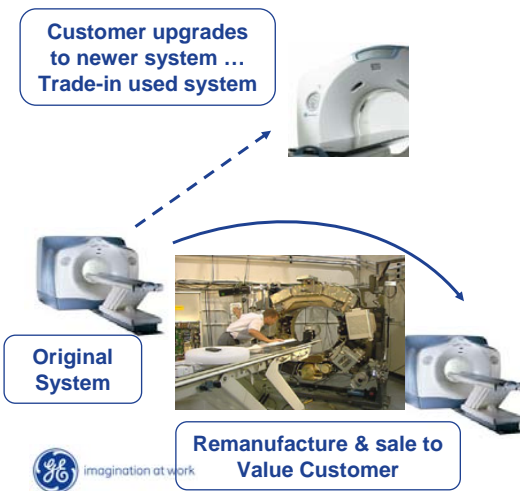 Customer upgrades
to newer system …
Trade-in used system
Original
System
Remanufacture & sale to
Value Customer
GE
imagination at work